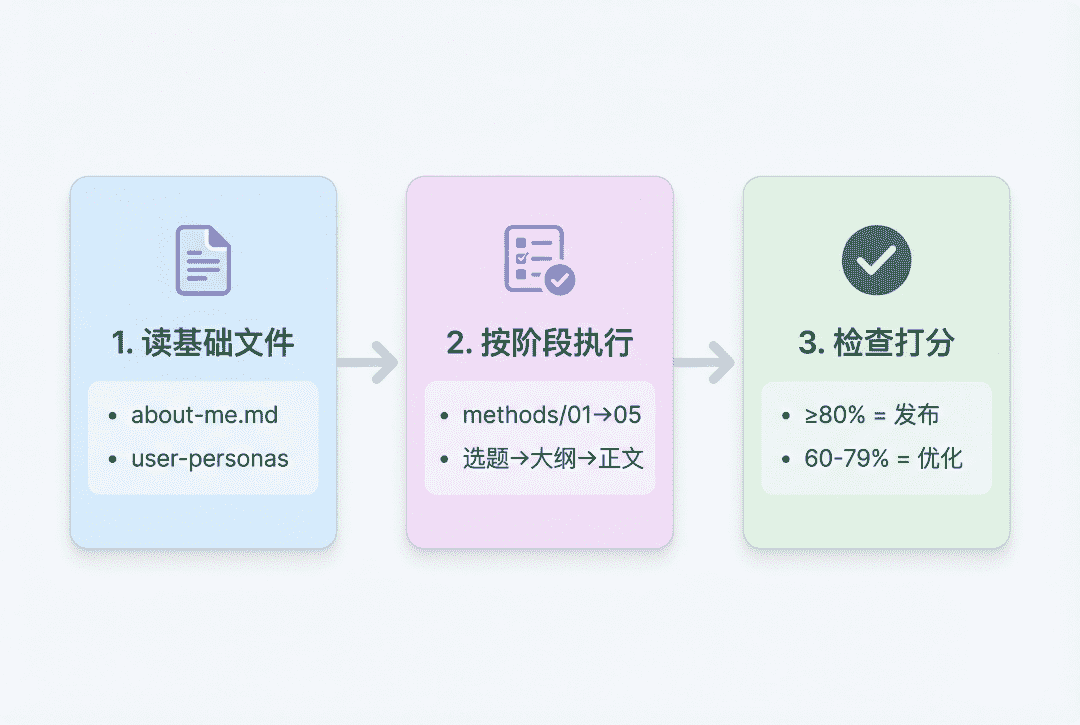 1. 读基础文件
• about-me.md
• user-personas
2. 按阶段执行
• methods/01→05
• 选题→大纲→正文
3. 检查打分
• ≥80% = 发布
• 60-79% = 优化